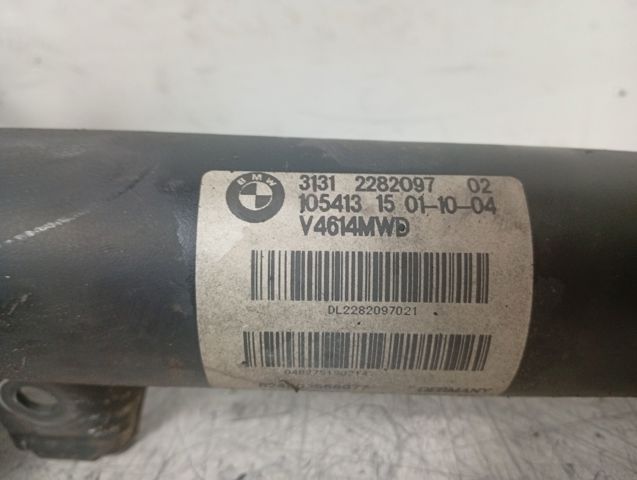 BMW
3131 2282097 02
105413 15 01-10-04
V4614MWD
DL2282097021
GERMANY